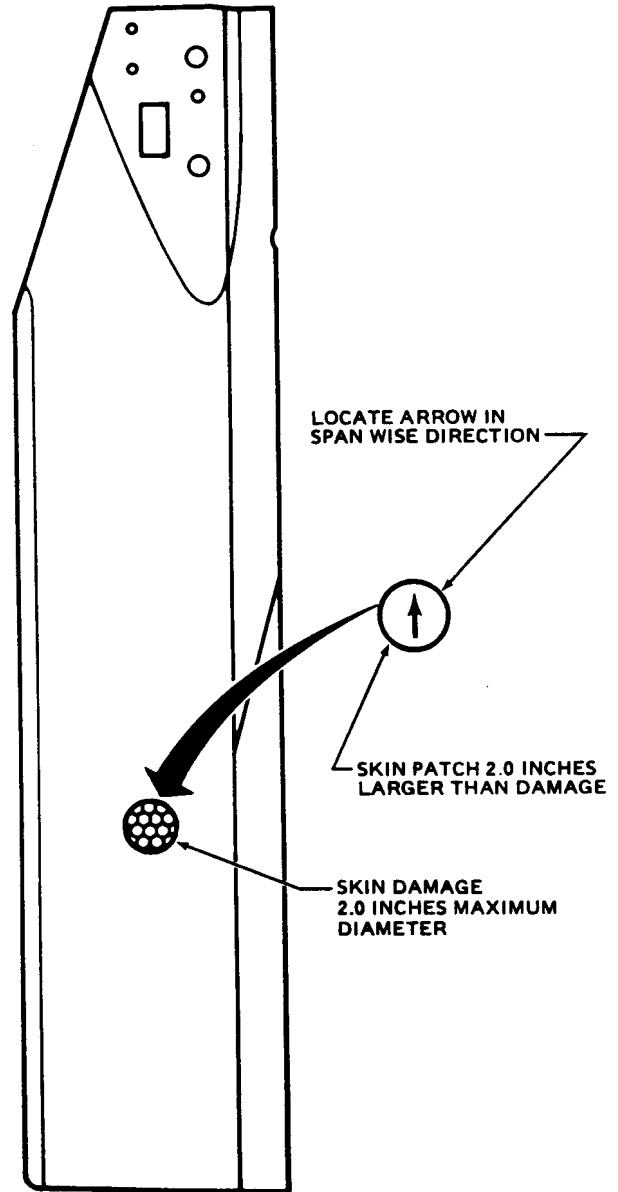 LOCATE ARROW IN
SPAN WISE DIRECTION
SKIN PATCH 2.0 INCHES
LARGER THAN DAMAGE
SKIN DAMAGE
2.0 INCHES MAXIMUM
DIAMETER